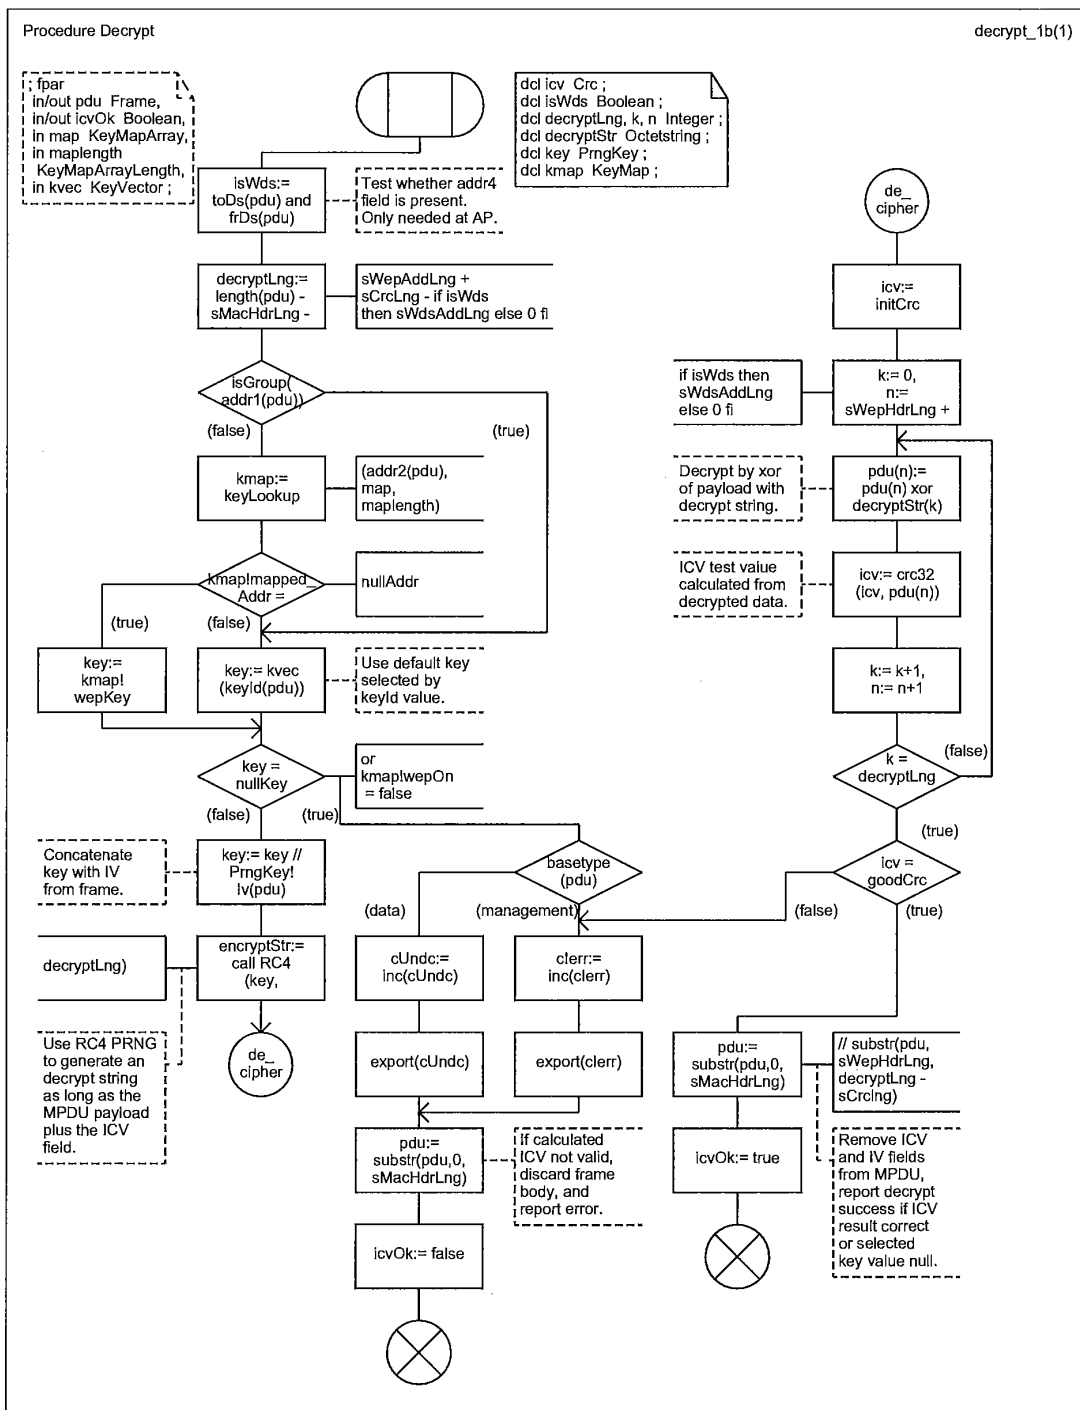 Procedure Decrypt
decrypt_1b(1)
; fpar
in/out pdu Frame,
in/out icvOk Boolean,
in map KeyMapArray,
in maplength
KeyMapArrayLength,
in kvec KeyVector ;
dcl icv Crc ;
dcl isWds Boolean ;
dcl decryptLng, k, n Integer ;
dcl decryptStr Octetstring ;
dcl key PrngKey ;
dcl kmap KeyMap ;
isWds:=
toDs(pdu) and
frDs(pdu)
Test whether addr4
field is present.
Only needed at AP.
decryptLng:=
length(pdu) -
sMacHdrLng -
sWepAddLng +
sCrcLng - if isWds
then sWdsAddLng else 0 fi
isGroup(
addr1(pdu))
(false)
(true)
kmap:=
keyLookup
(addr2(pdu),
map,
maplength)
kmap!mapped_
Addr =
nullAddr
(true)
(false)
key:=
kmap!
wepKey
key:= kvec
(keyId(pdu))
Use default key
selected by
keyId value.
key =
nullKey
or
kmap!wepOn
= false
(false)
(true)
Concatenate
key with IV
from frame.
key:= key //
PrngKey!
Iv(pdu)
decryptLng)
encryptStr:=
call RC4
(key,
Use RC4 PRNG
to generate an
decrypt string
as long as the
MPDU payload
plus the ICV
field.
de_
cipher
basetype
(pdu)
(data)
(management)
cUndc:=
inc(cUndc)
cIerr:=
inc(cIerr)
export(cUndc)
export(cIerr)
pdu:=
substr(pdu,0,
sMacHdrLng)
If calculated
ICV not valid,
discard frame
body, and
report error.
icvOk:= false
de_
cipher
icv:=
initCrc
if isWds then
sWdsAddLng
else 0 fi
k:= 0,
n:=
sWepHdrLng +
Decrypt by xor
of payload with
decrypt string.
pdu(n):=
pdu(n) xor
decryptStr(k)
ICV test value
calculated from
decrypted data.
icv:= crc32
(icv, pdu(n))
k:= k+1,
n:= n+1
k =
decryptLng
(false)
(true)
icv =
goodCrc
(false)
(true)
pdu:=
substr(pdu,0,
sMacHdrLng)
// substr(pdu,
sWepHdrLng,
decryptLng -
sCrclng)
icvOk:= true
Remove ICV
and IV fields
from MPDU,
report decrypt
success if ICV
result correct
or selected
key value null.